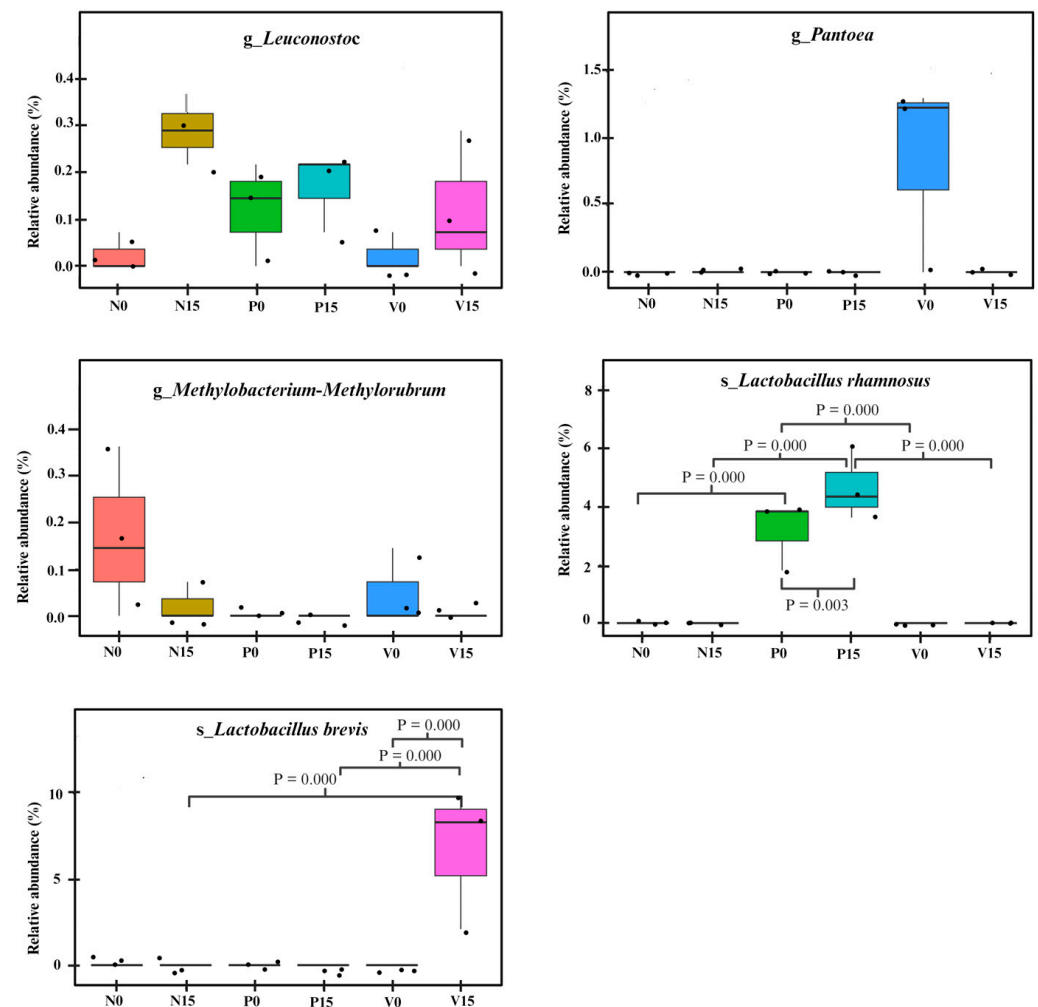 g_Leuconostoc
Relative abundance (%)
0.4
0.3
0.2
0.1
0.0
N0 N15 P0 P15 V0 V15
g_Pantoea
Relative abundance (%)
1.5
1.0
0.5
0.0
N0 N15 P0 P15 V0 V15
g_Methylobacterium-Methylorubrum
Relative abundance (%)
0.4
0.3
0.2
0.1
0.0
N0 N15 P0 P15 V0 V15
s_Lactobacillus rhamnosus
Relative abundance (%)
8
6
4
2
0
P = 0.000
P = 0.000
P = 0.000
P = 0.000
P = 0.003
N0 N15 P0 P15 V0 V15
s_Lactobacillus brevis
Relative abundance (%)
10
5
0
P = 0.000
P = 0.000
P = 0.000
N0 N15 P0 P15 V0 V15